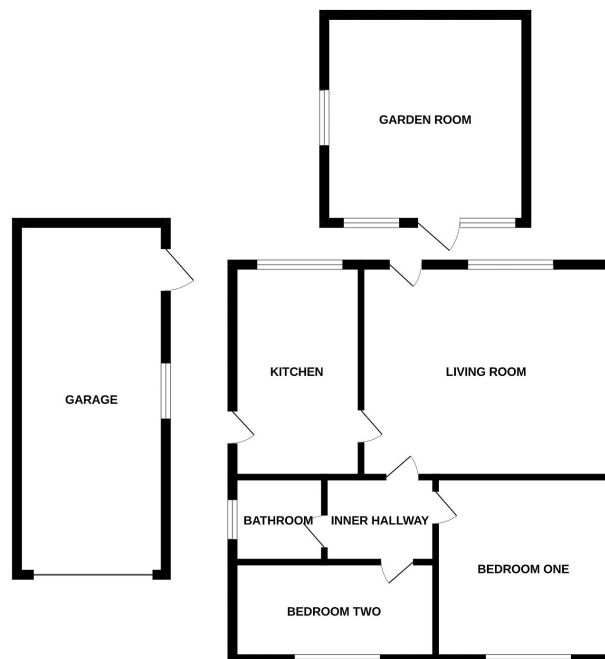 GARDEN ROOM
GARAGE
KITCHEN
LIVING ROOM
BATHROOM
INNER HALLWAY
BEDROOM ONE
BEDROOM TWO